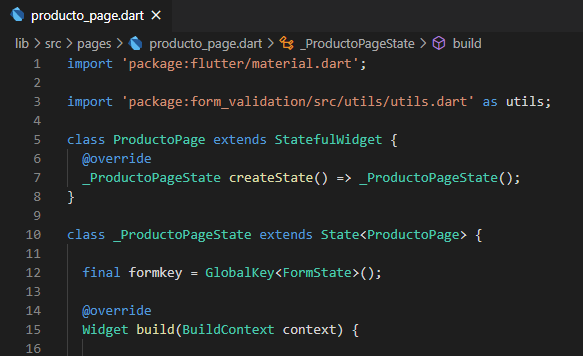 producto_page.dart ×
lib > src > pages > producto_page.dart > _ProductoPageState > build
1 import 'package:flutter/material.dart';
2
3 import 'package:form_validation/src/utils/utils.dart' as utils;
4
5 class ProductoPage extends StatefulWidget {
6 @override
7 _ProductoPageState createState() => _ProductoPageState();
8 }
9
10 class _ProductoPageState extends State<ProductoPage> {
11
12 final formkey = GlobalKey<FormState>();
13
14 @override
15 Widget build(BuildContext context) {
16